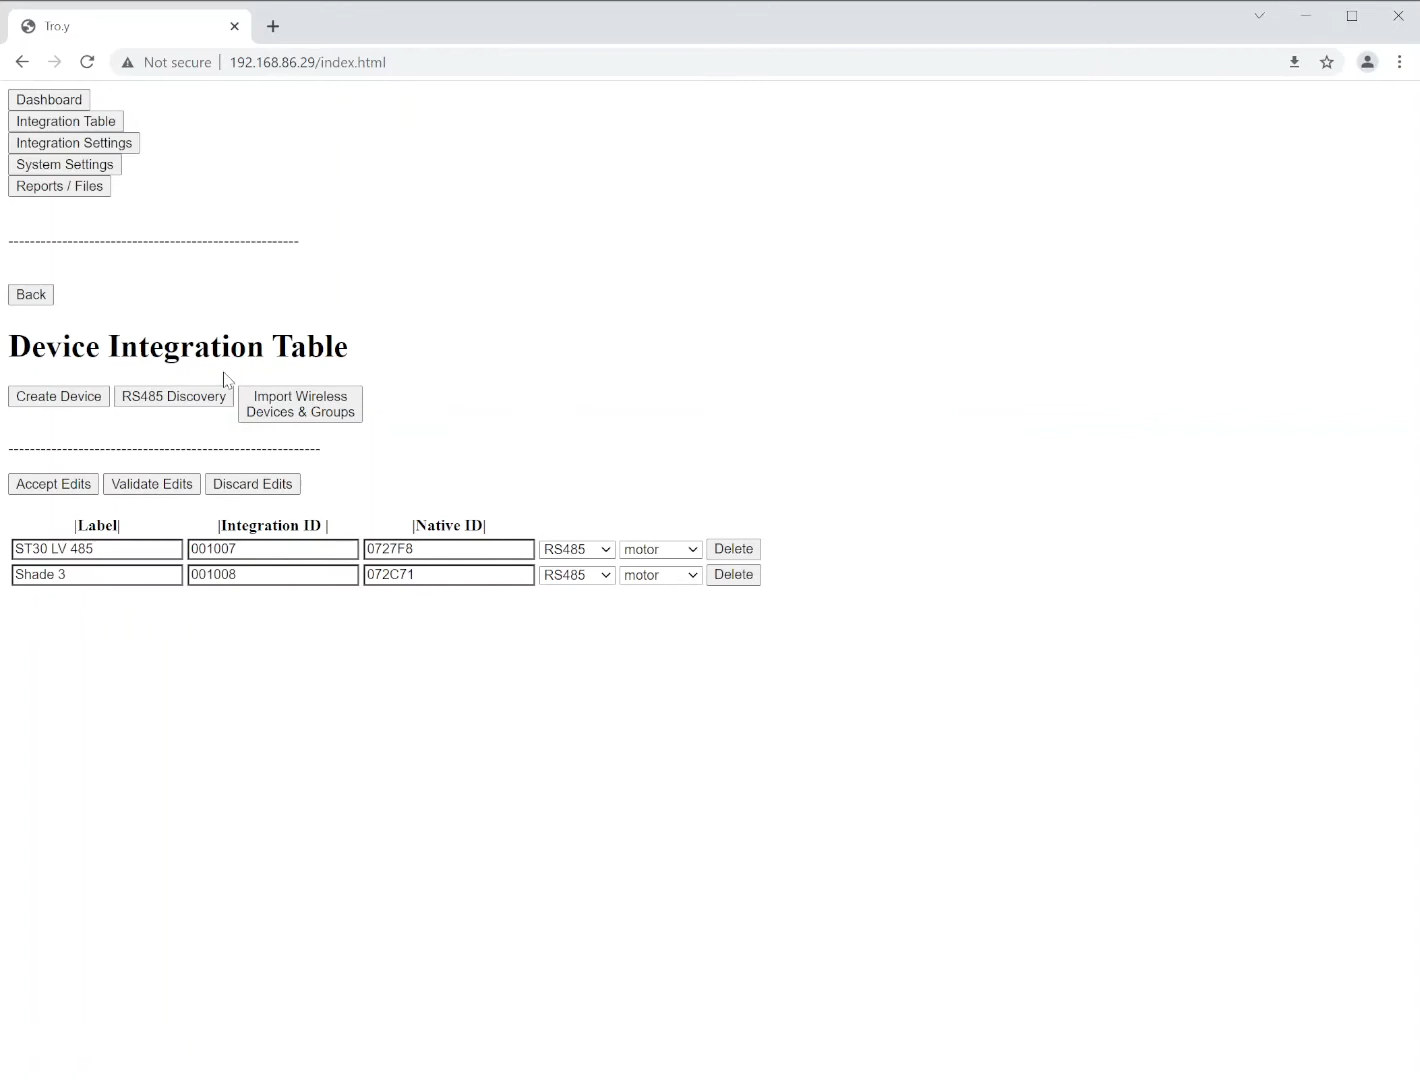 Tro.y
Not secure | 192.168.86.29/index.html
Dashboard
Integration Table
Integration Settings
System Settings
Reports / Files
-------------------------------------------------------
Back
Device Integration Table
Create Device RS485 Discovery Import Wireless
Devices & Groups
-----------------------------------------------------------
Accept Edits Validate Edits Discard Edits
|Label| |Integration ID | |Native ID|
ST30 LV 485 001007 0727F8 RS485 motor Delete
Shade 3 001008 072C71 RS485 motor Delete